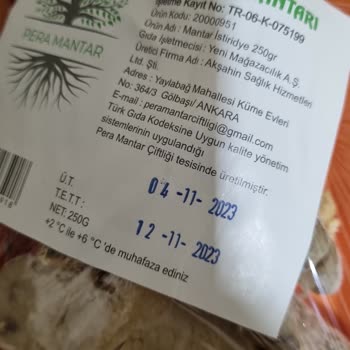 MANTARI
İşletme Kayıt No: TR-06-K-075199
Ürün Kodu: 20000951
Ürün Adı : Mantar İstiridye 250gr
Gıda İşletmecisi: Yeni Mağazacılık A.Ş.
Üretici Firma Adı : Akşahin Sağlık Hizmetleri
Ltd. Şti.
Adres : Yaylabağ Mahallesi Küme Evleri
No: 364/3 Gölbaşı/ ANKARA
E-mail : peramantarciftligi@gmail.com
Türk Gıda Kodeksine Uygun kalite yönetim
sistemlerinin uygulandığı
Pera Mantar Çiftliği tesisinde üretilmiştir.
PERA MANTAR
Ü.T. 04-11-2023
T.E.T.T : 12-11-2023
NET: 250G
+2 °C ile +6 °C 'de muhafaza ediniz